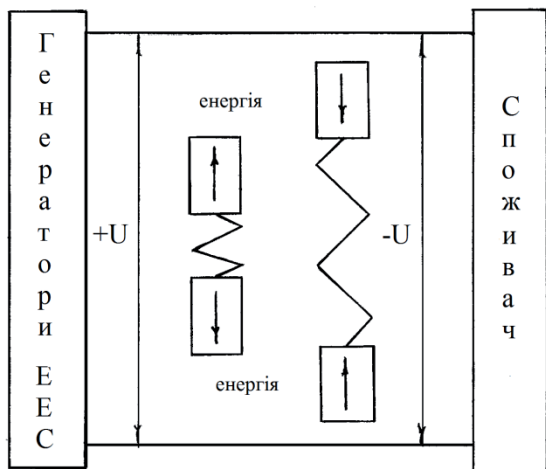 Генератори ЕЕС
енергія
+U
-U
енергія
Споживач